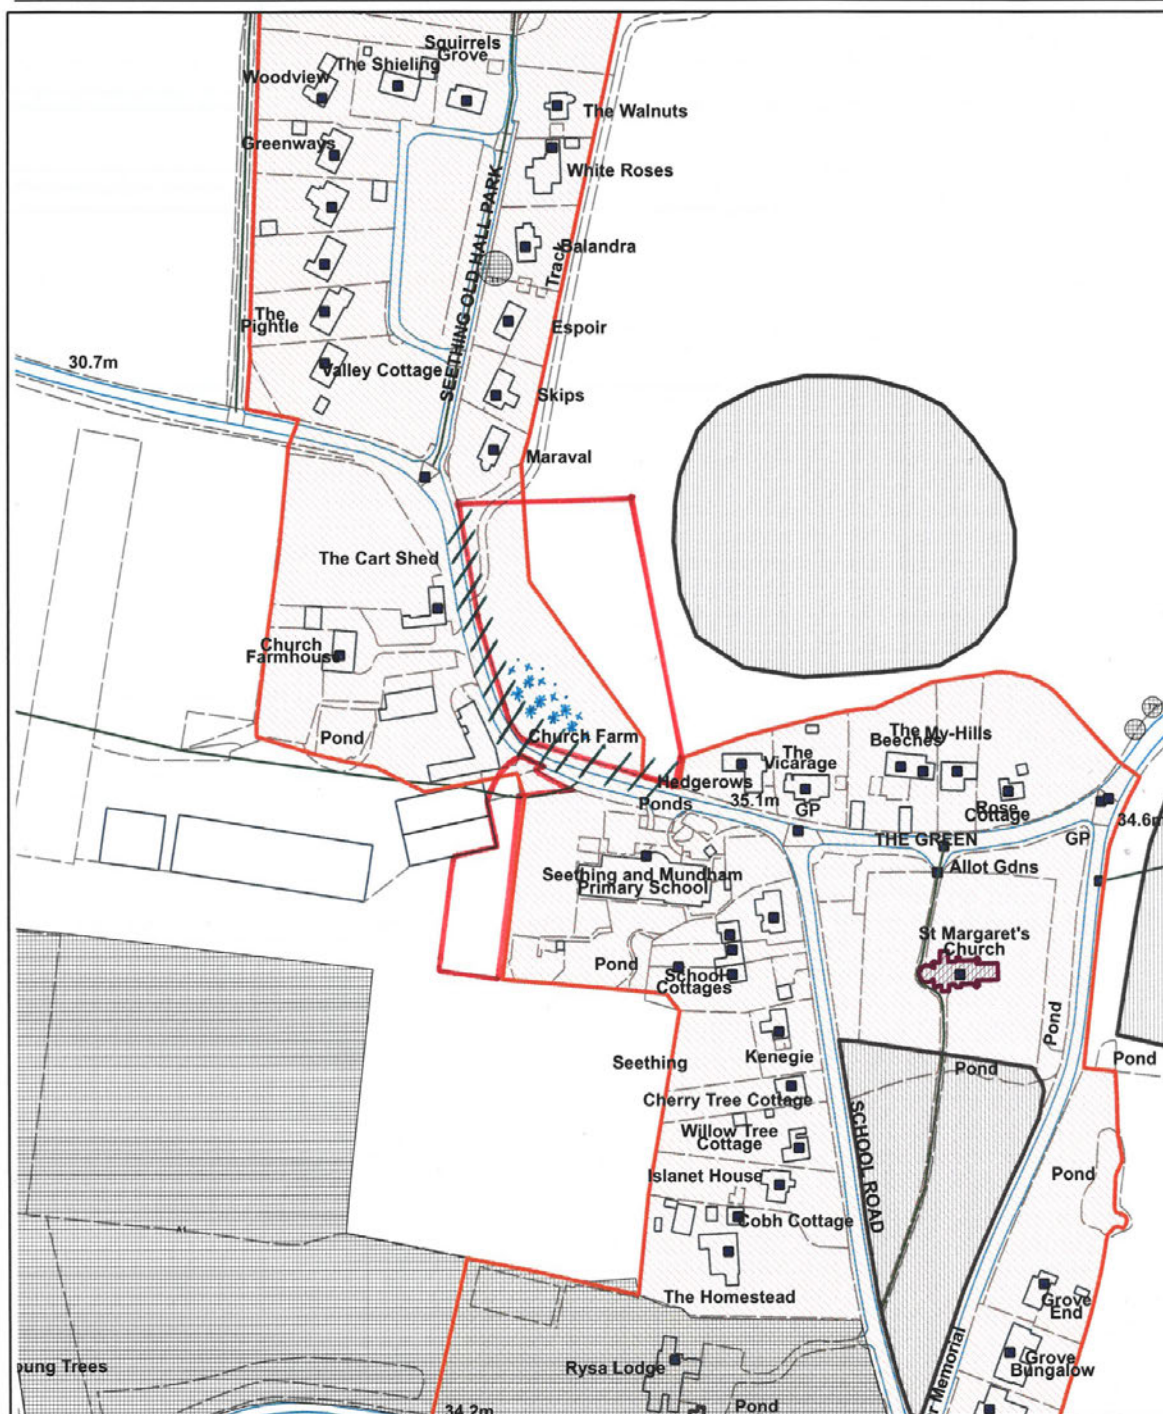 Squirrels
Grove
The Shieling
Woodview
The Walnuts
Greenways
White Roses
SEETHING OLD HALL PARK
Balandra
Track
The
Pightle
Espoir
30.7m
Valley Cottage
Skips
Maraval
The Cart Shed
Church
Farmhouse
Pond
Church Farm
The
Beeches
My-Hills
The
Vicarage
Hedgerows
35.1m
Ponds
GP
Rose
Cottage
34.6m
THE GREEN
GP
Allot Gdns
Seething and Mundham
Primary School
St Margaret's
Church
Pond
School
Cottages
Pond
Seething
Kenegie
Pond
Pond
Cherry Tree Cottage
SCHOOL ROAD
Willow Tree
Cottage
Islanet House
Pond
Cobh Cottage
The Homestead
Grove
End
Rysa Lodge
Grove
Bungalow
Memorial
Trees
34.2m
Pond